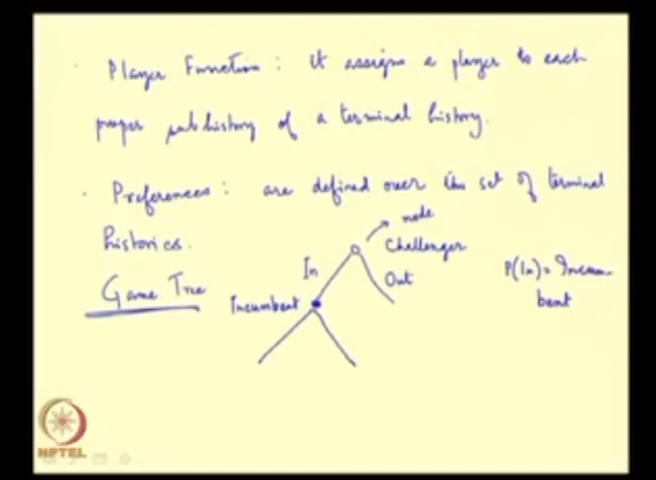 Player Function : It assigns a player to each
proper subhistory of a terminal history.
Preferences : are defined over the set of terminal
histories.
node
Challenger
In
Out
Game Tree
Incumbent
P(In) = Incum
bent
NPTEL